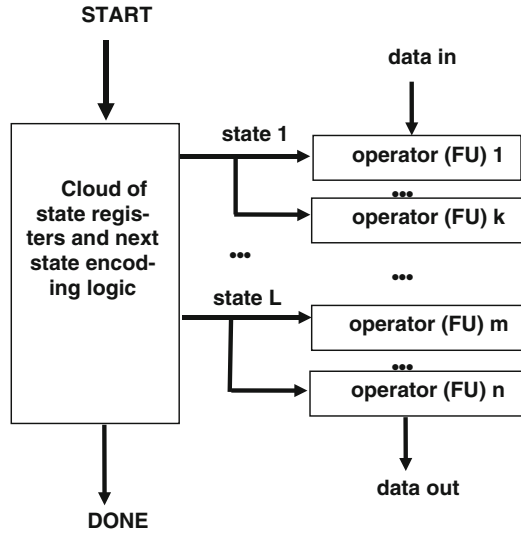 START
data in
state 1
operator (FU) 1
...
Cloud of
state regis-
ters and next
state encod-
ing logic
operator (FU) k
...
...
state L
operator (FU) m
...
operator (FU) n
data out
DONE